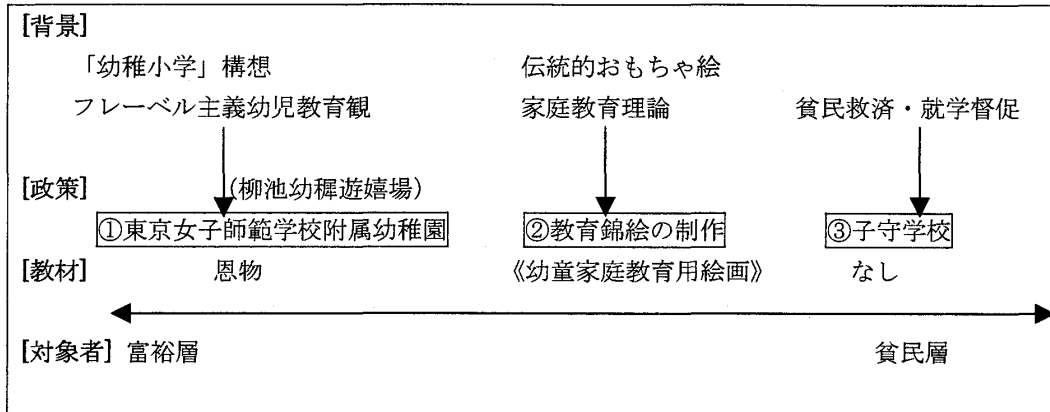 [背景]
「幼稚小学」構想 伝統的おもちゃ絵
フレーベル主義幼児教育観 家庭教育理論 貧民救済・就学督促
[政策] (柳池幼穉遊嬉場)
①東京女子師範学校附属幼稚園 ②教育錦絵の制作 ③子守学校
[教材] 恩物 《幼童家庭教育用絵画》 なし
[対象者] 富裕層 貧民層